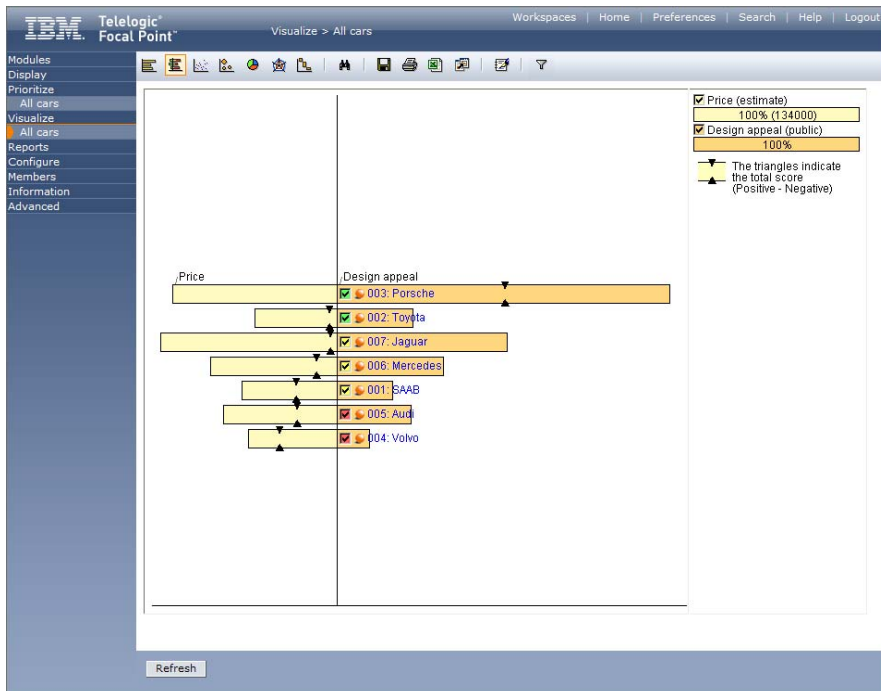 IBM. Telelogic®
Focal Point™
Visualize > All cars
Workspaces | Home | Preferences | Search | Help | Logout
Modules
Display
Prioritize
All cars
Visualize
All cars
Reports
Configure
Members
Information
Advanced
Price (estimate)
100% (134000)
Design appeal (public)
100%
The triangles indicate
the total score
(Positive - Negative)
Price Design appeal
003: Porsche
002: Toyota
007: Jaguar
006: Mercedes
001: SAAB
005: Audi
004: Volvo
Refresh